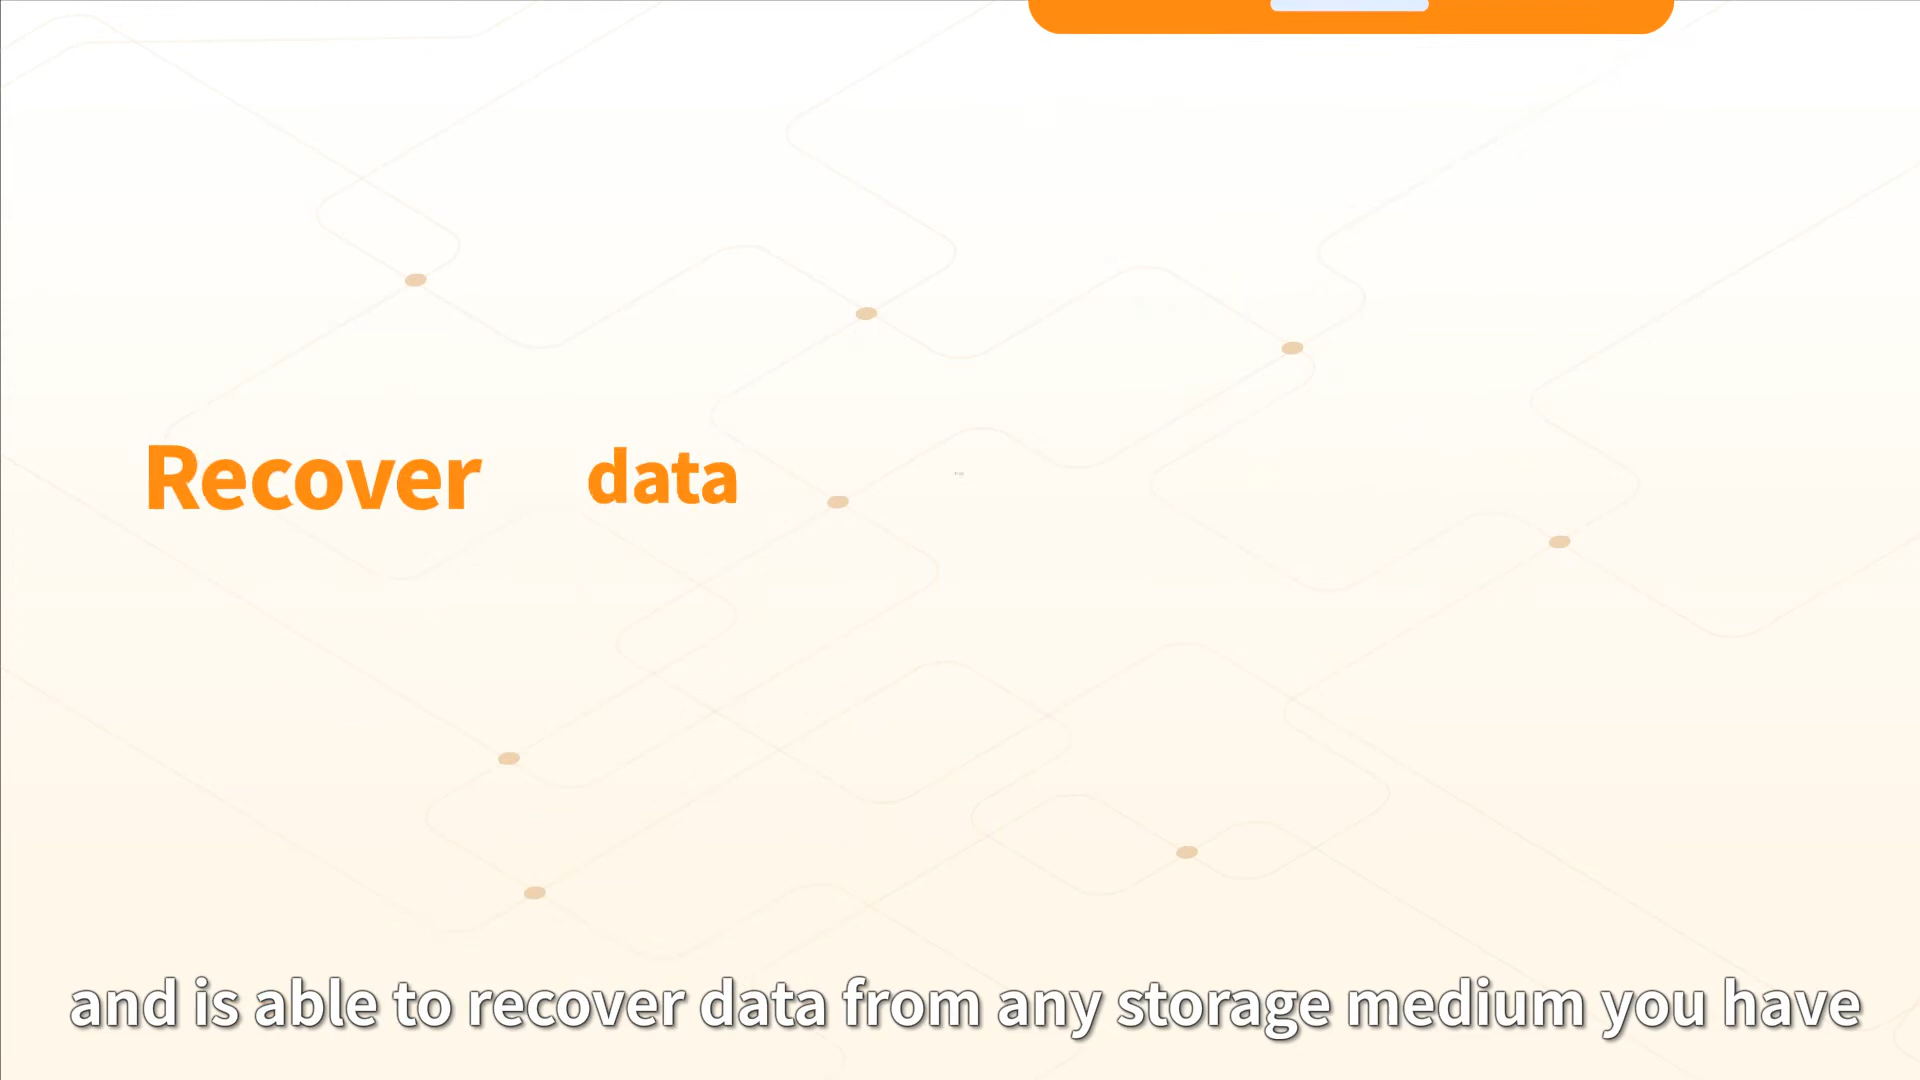 Recover data
and is able to recover data from any storage medium you have